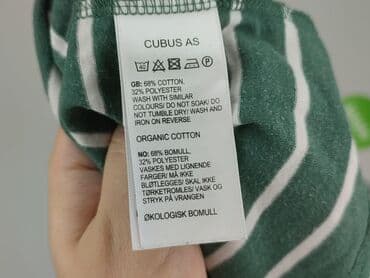 CUBUS AS
GB: 68% COTTON,
32% POLYESTER
WASH WITH SIMILAR
COLOURS/ DO NOT SOAK/ DO
NOT TUMBLE DRY/ WASH AND
IRON ON REVERSE
ORGANIC COTTON
NO: 68% BOMULL,
32% POLYESTER
VASKES MED LIGNENDE
FARGER/ MÅ IKKE
BLØTLEGGES/ SKAL IKKE
TØRKETROMLES/ VASK OG
STRYK PÅ VRANGEN
ØKOLOGISK BOMULL